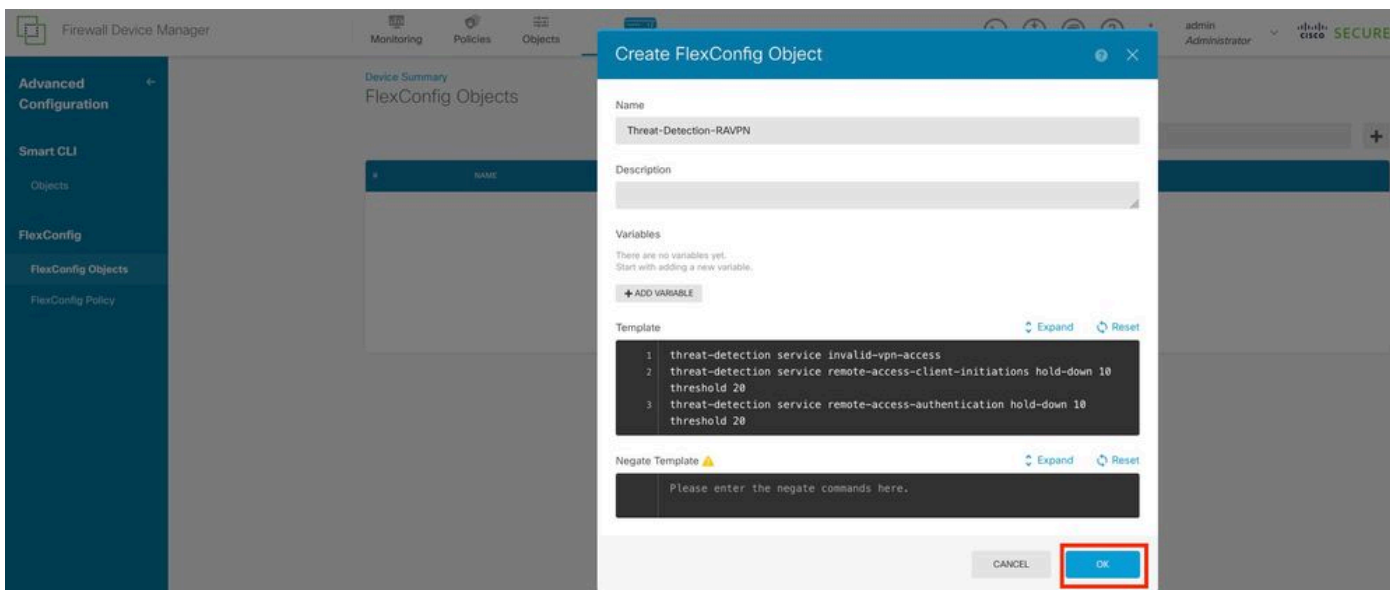 Firewall Device Manager
Monitoring
Policies
Objects
admin
Administrator
cisco SECURE
Advanced
Configuration
Smart CLI
Objects
FlexConfig
FlexConfig Objects
FlexConfig Policy
Device Summary
FlexConfig Objects
#
NAME
Create FlexConfig Object
Name
Threat-Detection-RAVPN
Description
Variables
There are no variables yet.
Start with adding a new variable.
+ ADD VARIABLE
Template
Expand
Reset
1 threat-detection service invalid-vpn-access
2 threat-detection service remote-access-client-initiations hold-down 10
threshold 20
3 threat-detection service remote-access-authentication hold-down 10
threshold 20
Negate Template
Expand
Reset
Please enter the negate commands here.
CANCEL
OK